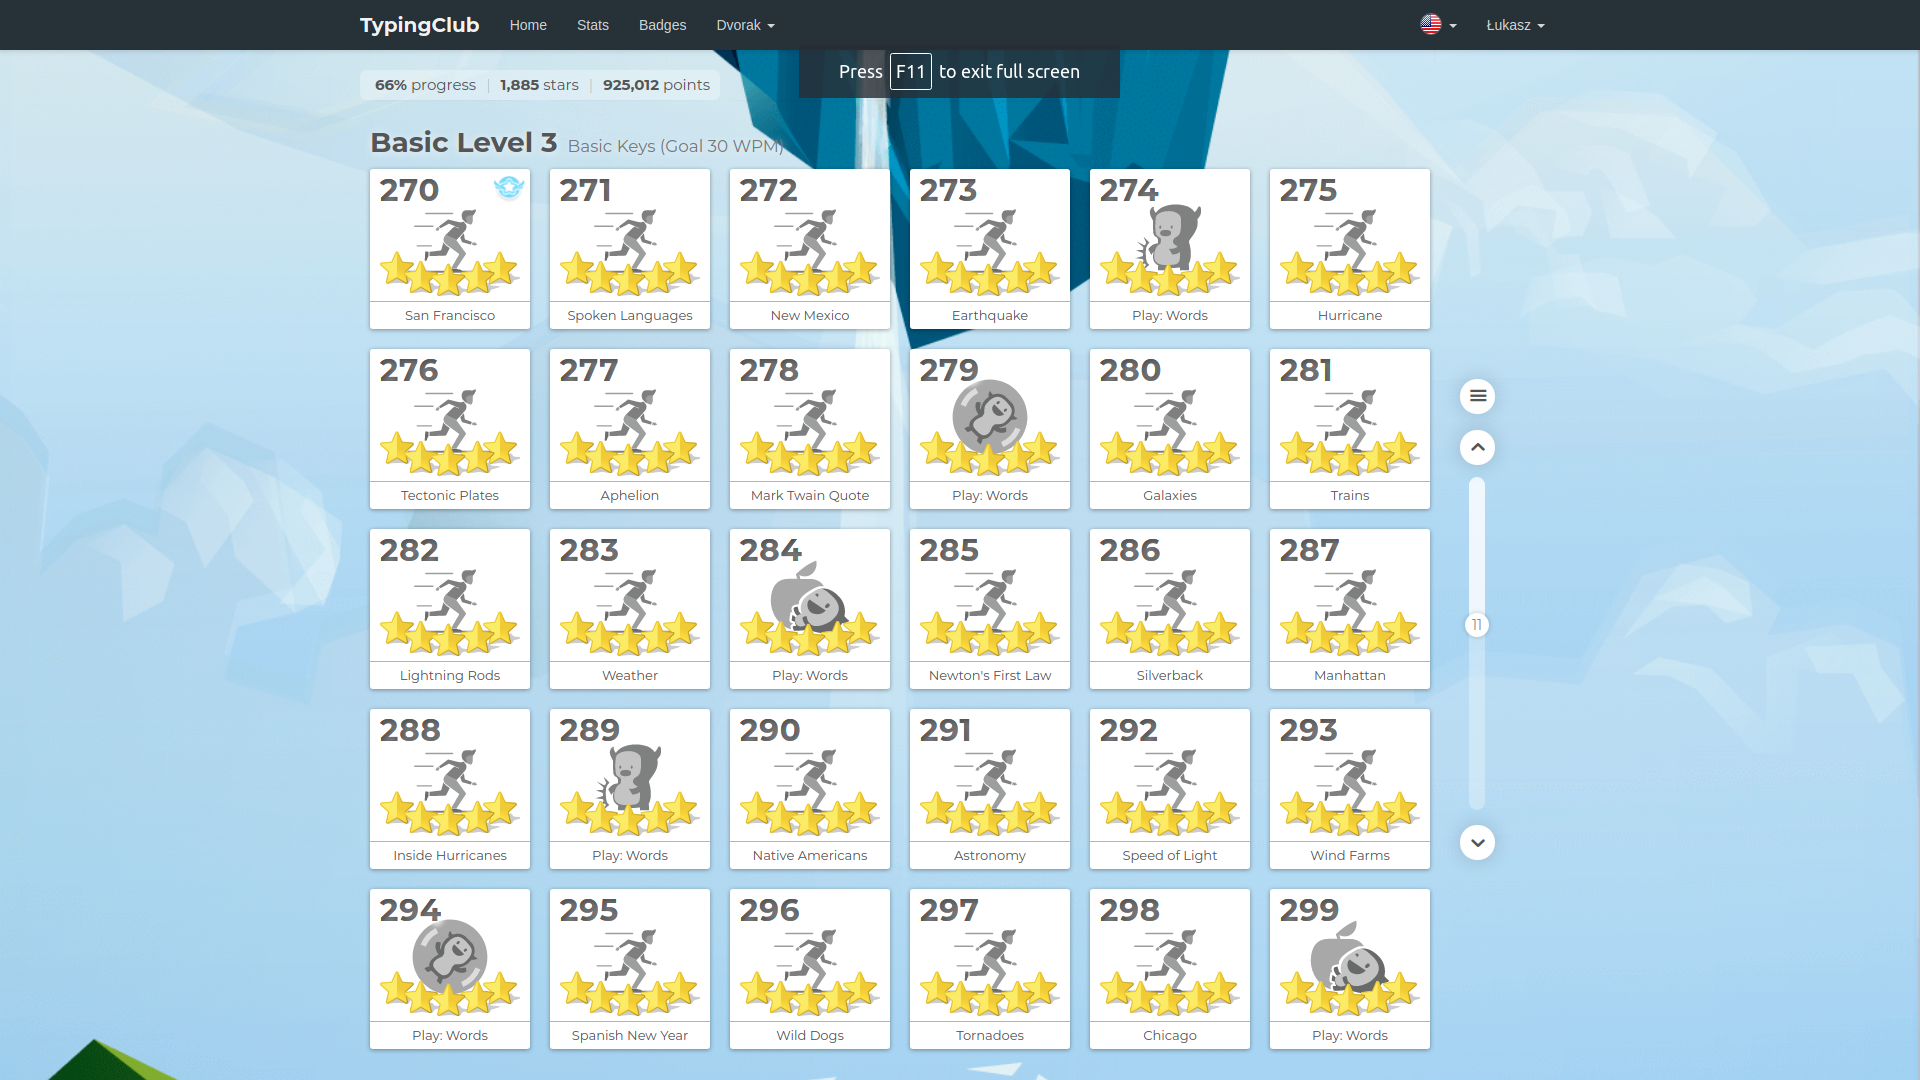 TypingClub Home Stats Badges Dvorak Łukasz
Press F11 to exit full screen
66% progress | 1,885 stars | 925,012 points
Basic Level 3 Basic Keys (Goal 30 WPM)
270 271 272 273 274 275
San Francisco Spoken Languages New Mexico Earthquake Play: Words Hurricane
276 277 278 279 280 281
Tectonic Plates Aphelion Mark Twain Quote Play: Words Galaxies Trains
282 283 284 285 286 287
11
Lightning Rods Weather Play: Words Newton's First Law Silverback Manhattan
288 289 290 291 292 293
Inside Hurricanes Play: Words Native Americans Astronomy Speed of Light Wind Farms
294 295 296 297 298 299
Play: Words Spanish New Year Wild Dogs Tornadoes Chicago Play: Words